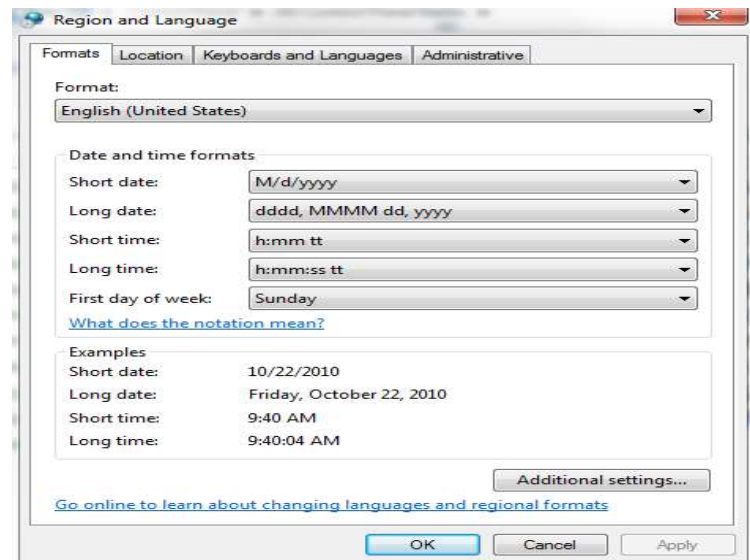 Region and Language
Formats Location Keyboards and Languages Administrative
Format:
English (United States)
Date and time formats
Short date: M/d/yyyy
Long date: dddd, MMMM dd, yyyy
Short time: h:mm tt
Long time: h:mm:ss tt
First day of week: Sunday
What does the notation mean?
Examples
Short date: 10/22/2010
Long date: Friday, October 22, 2010
Short time: 9:40 AM
Long time: 9:40:04 AM
Additional settings...
Go online to learn about changing languages and regional formats
OK Cancel Apply